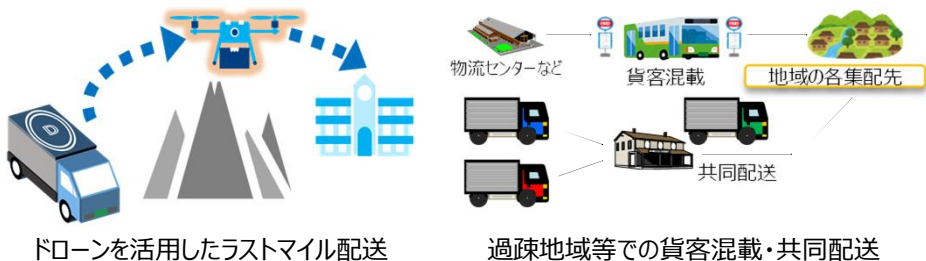 D
物流センターなど
貨客混載
地域の各集配先
共同配送
ドローンを活用したラストマイル配送
過疎地域等での貨客混載・共同配送